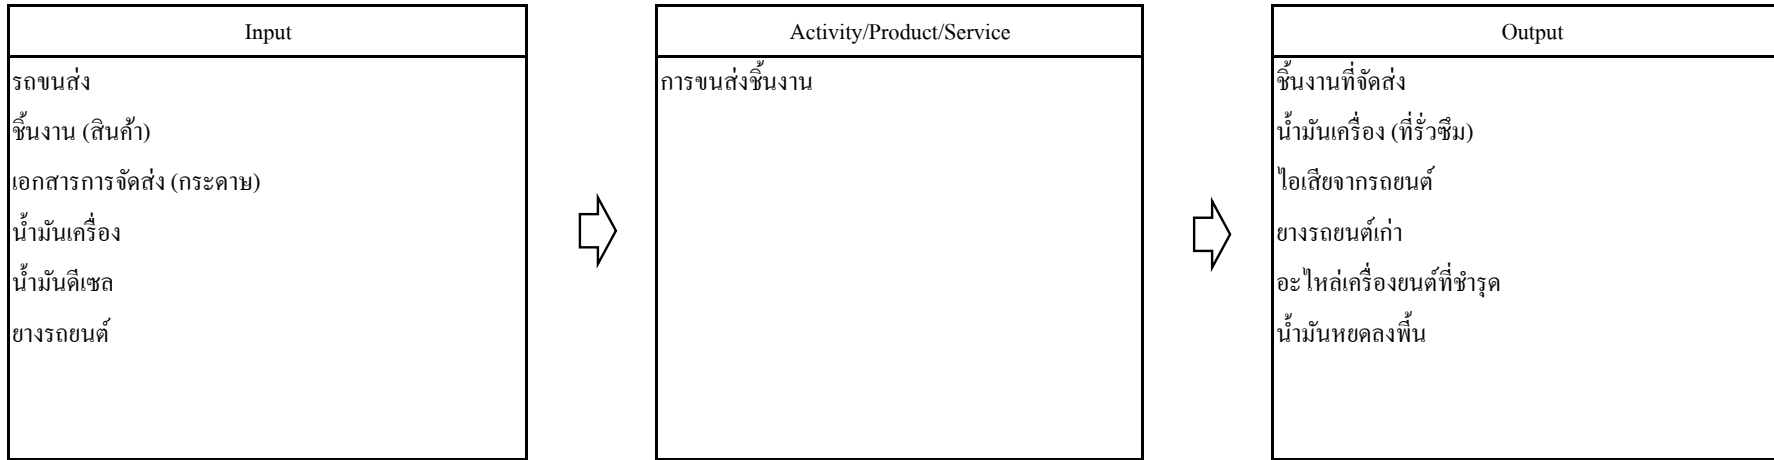 Input
รถขนส่ง
ชิ้นงาน (สินค้า)
เอกสารการจัดส่ง (กระดาษ)
น้ำมันเครื่อง
น้ำมันดีเซล
ยางรถยนต์
Activity/Product/Service
การขนส่งชิ้นงาน
Output
ชิ้นงานที่จัดส่ง
น้ำมันเครื่อง (ที่รั่วซึม)
ไอเสียจากรถยนต์
ยางรถยนต์เก่า
อะไหล่เครื่องยนต์ที่ชำรุด
น้ำมันหยดลงพื้น